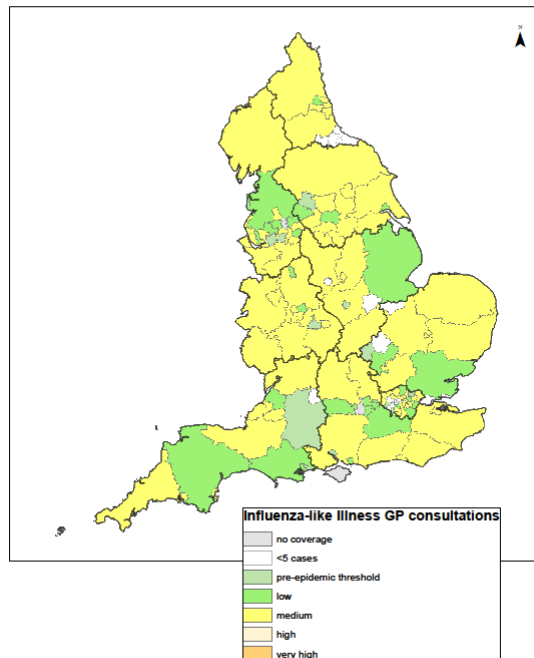 N
Influenza-like Illness GP consultations
no coverage
<5 cases
pre-epidemic threshold
low
medium
high
very high